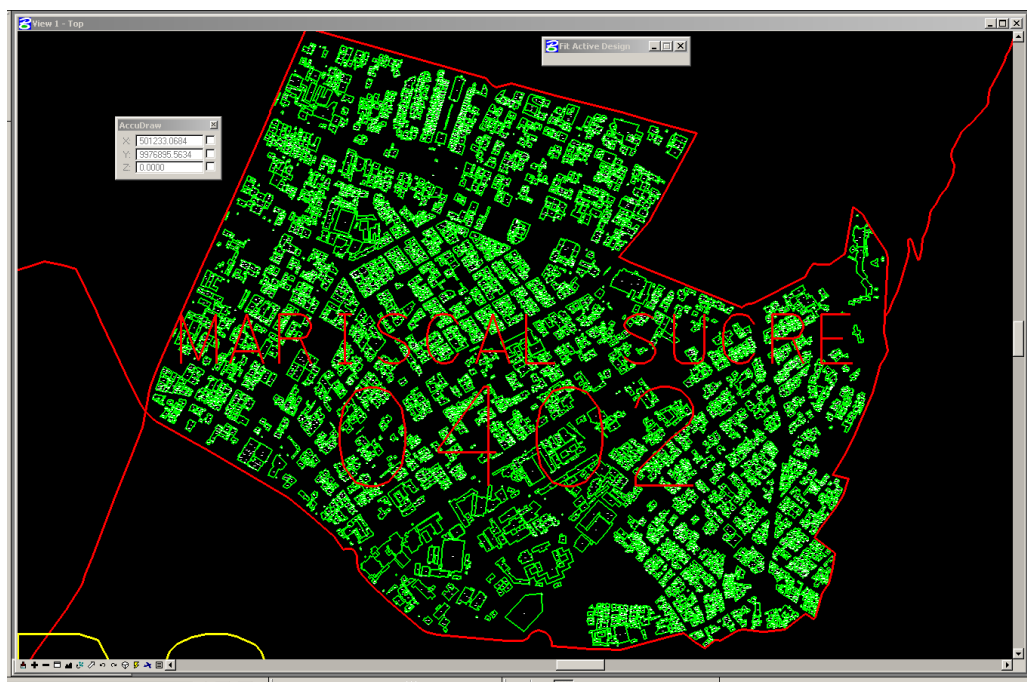 View 1 - Top
Fit Active Design
AccuDraw
X: 501233.0684
Y: 9976895.5634
Z: 0.0000
MARISCAL SUCRE
0402